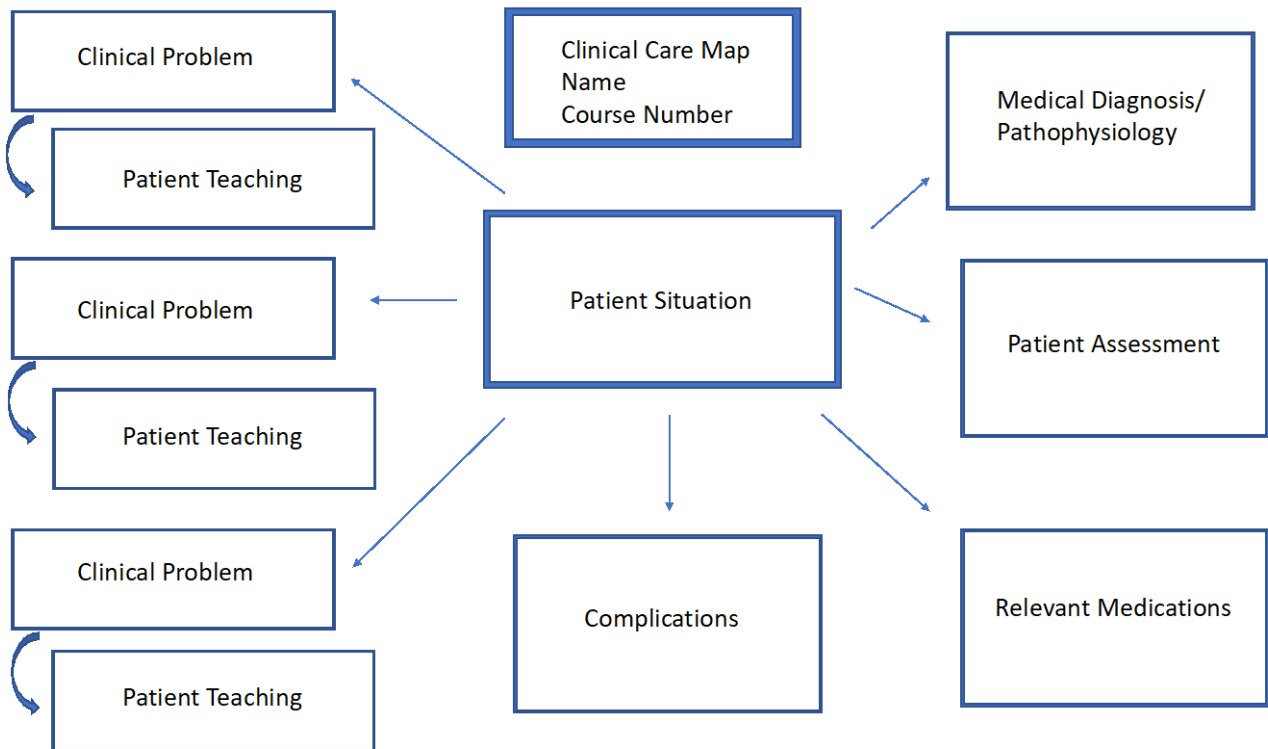 Clinical Care Map
Name
Course Number
Clinical Problem
Patient Teaching
Clinical Problem
Patient Teaching
Clinical Problem
Patient Teaching
Patient Situation
Complications
Medical Diagnosis/
Pathophysiology
Patient Assessment
Relevant Medications